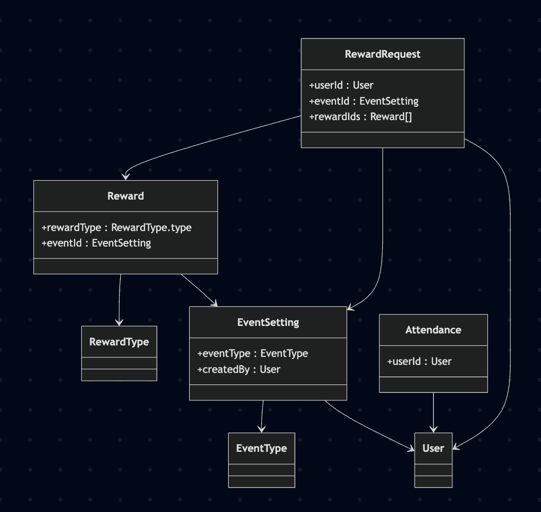 RewardRequest
+userId : User
+eventId : EventSetting
+rewardIds : Reward[]
Reward
+rewardType : RewardType.type
+eventId : EventSetting
EventSetting
+eventType : EventType
+createdBy : User
Attendance
+userId : User
RewardType
EventType
User